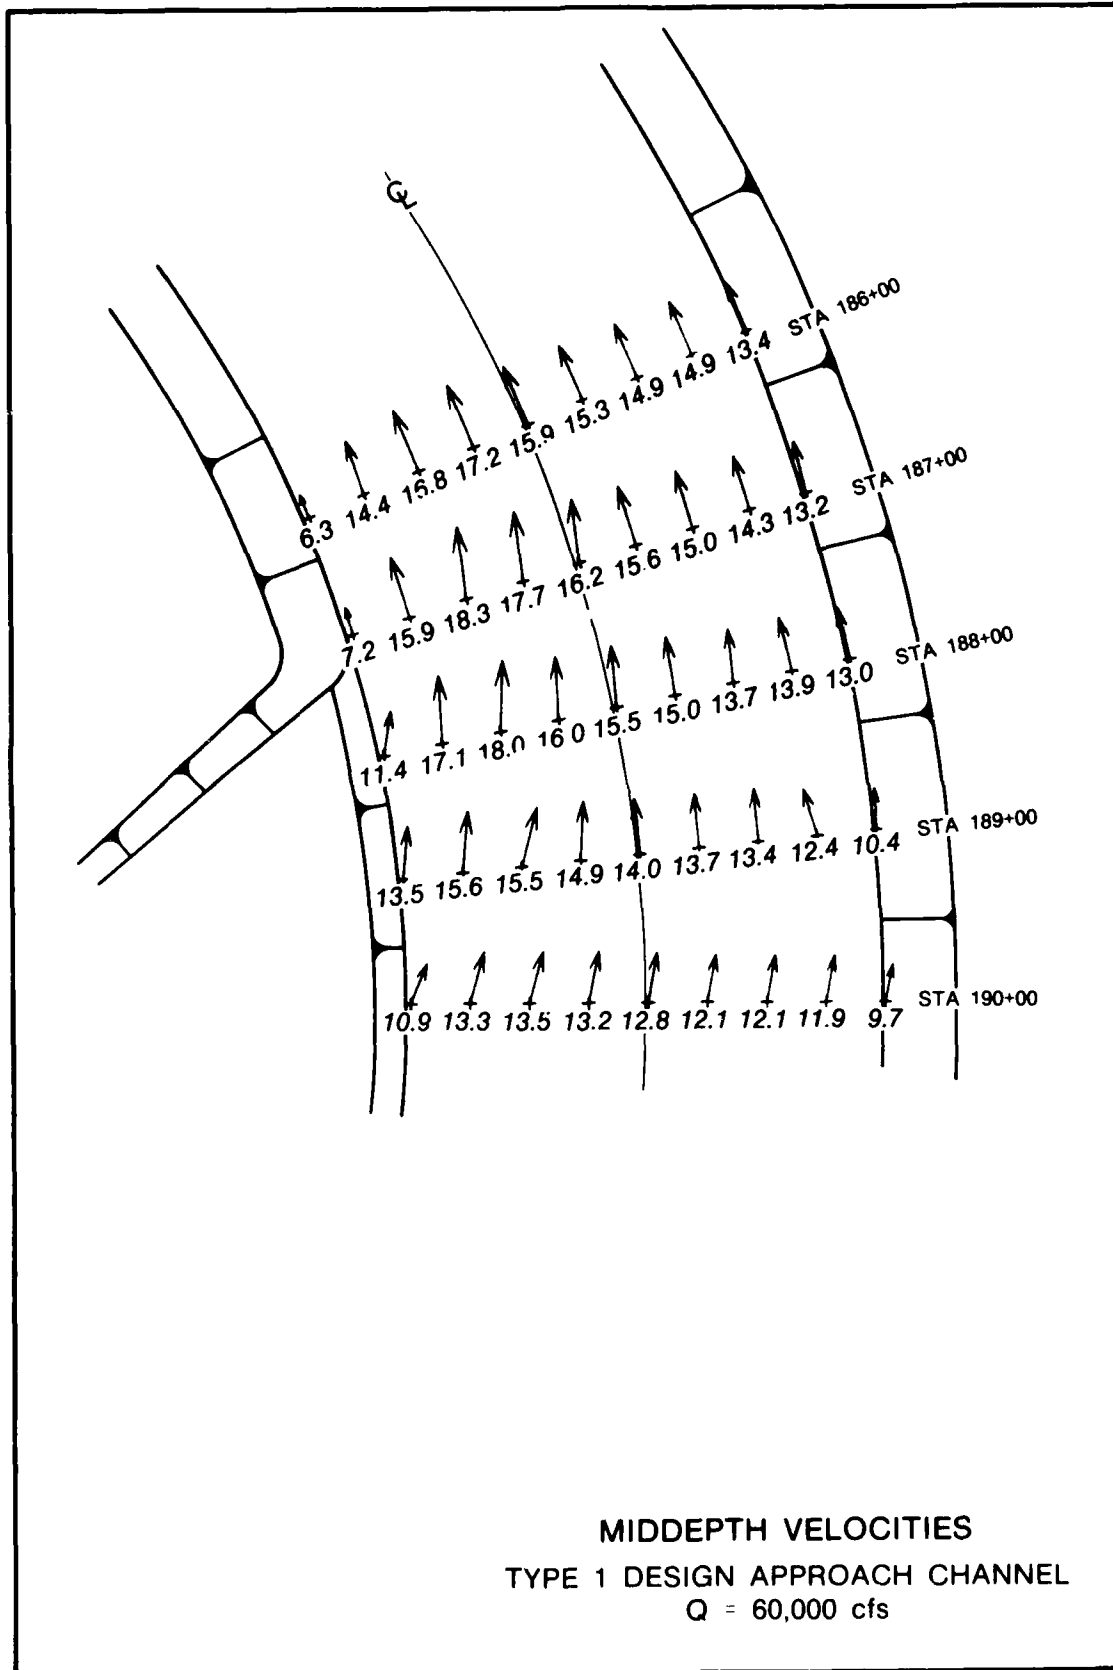 ℄
6.3 14.4 15.8 17.2 15.9 15.3 14.9 14.9 13.4 STA 186+00
7.2 15.9 18.3 17.7 16.2 15.6 15.0 14.3 13.2 STA 187+00
11.4 17.1 18.0 16 0 15.5 15.0 13.7 13.9 13.0 STA 188+00
13.5 15.6 15.5 14.9 14.0 13.7 13.4 12.4 10.4 STA 189+00
10.9 13.3 13.5 13.2 12.8 12.1 12.1 11.9 9.7 STA 190+00
MIDDEPTH VELOCITIES
TYPE 1 DESIGN APPROACH CHANNEL
Q = 60,000 cfs